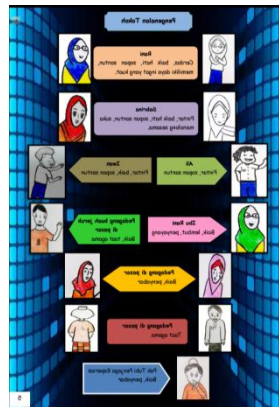 Pengenalan Tokoh
Rani
Cerdas, baik hati, sopan santun,
memiliki daya ingat yang kuat.
Sabrina
Pintar, baik hati, sopan santun, suka
menolong sesama.
Ali
Pintar, sopan santun
Iwan
Pintar, baik, sopan santun
Ibu Rani
Baik, lembut, penyayang
Pedagang buah jeruk
di pasar
Baik, taat agama
Pedagang di pasar
Baik, penyabar
Pedagang di pasar
Taat agama
Pak Tubi Penjaga Koperasi
Baik, penyabar
5